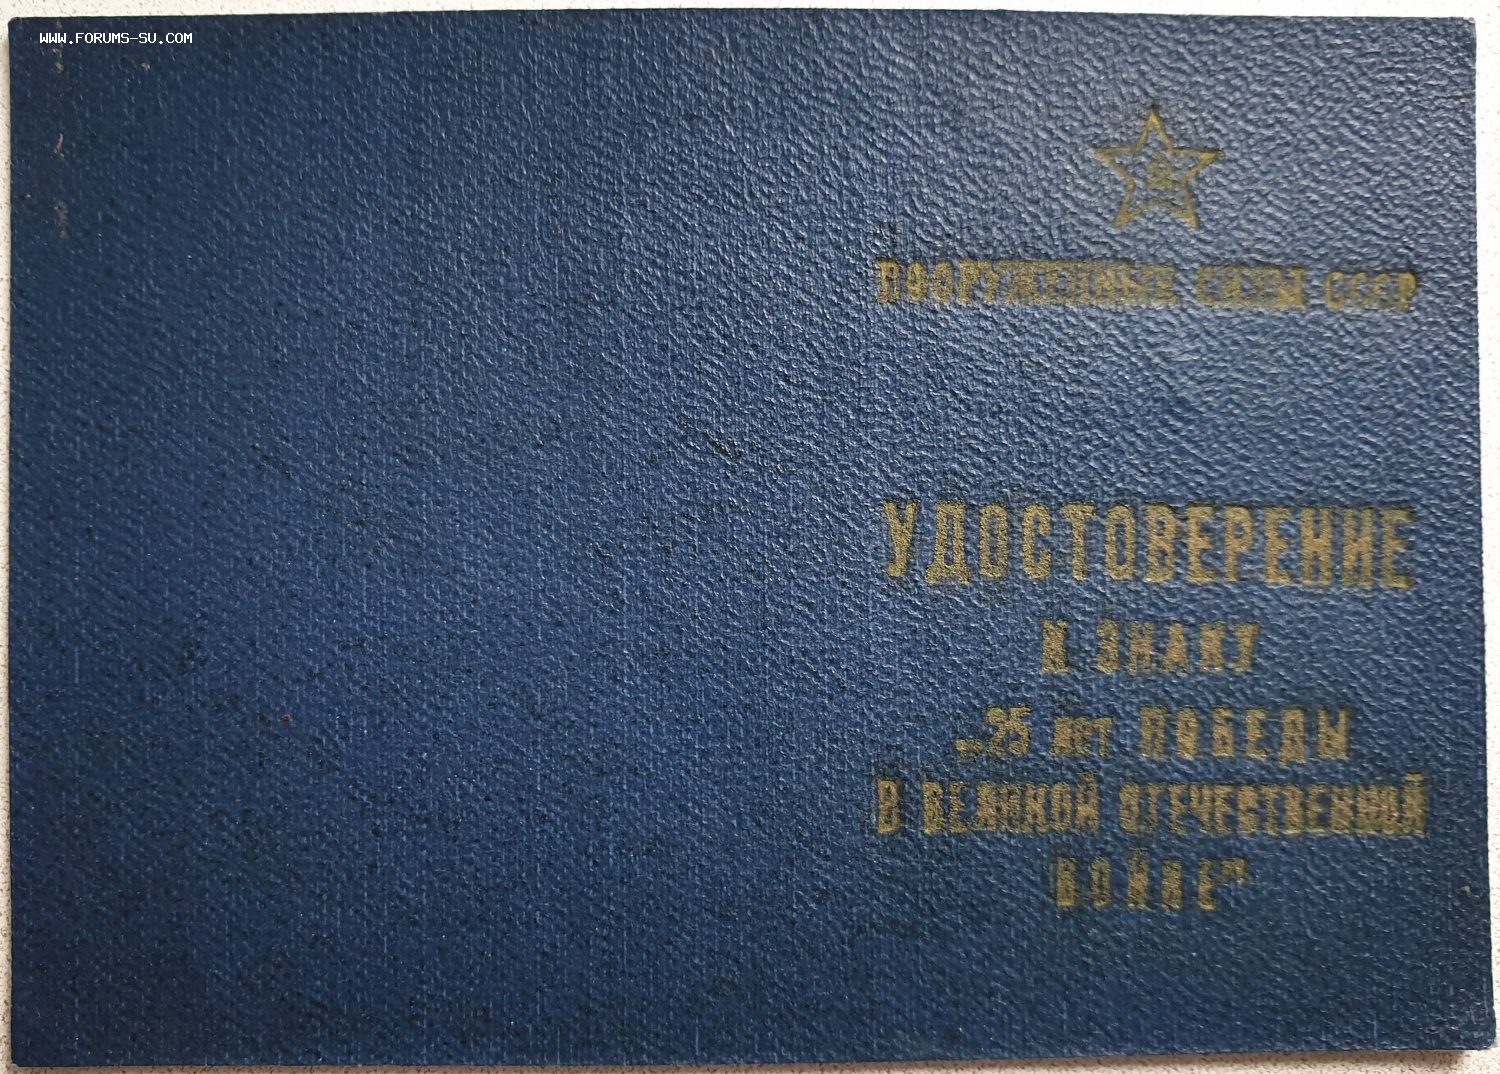 WWW.FORUMS-SU.COM
ВООРУЖЕННЫЕ СИЛЫ СССР
УДОСТОВЕРЕНИЕ
К ЗНАКУ
„25 лет ПОБЕДЫ
В ВЕЛИКОЙ ОТЕЧЕСТВЕННОЙ
ВОЙНЕ”